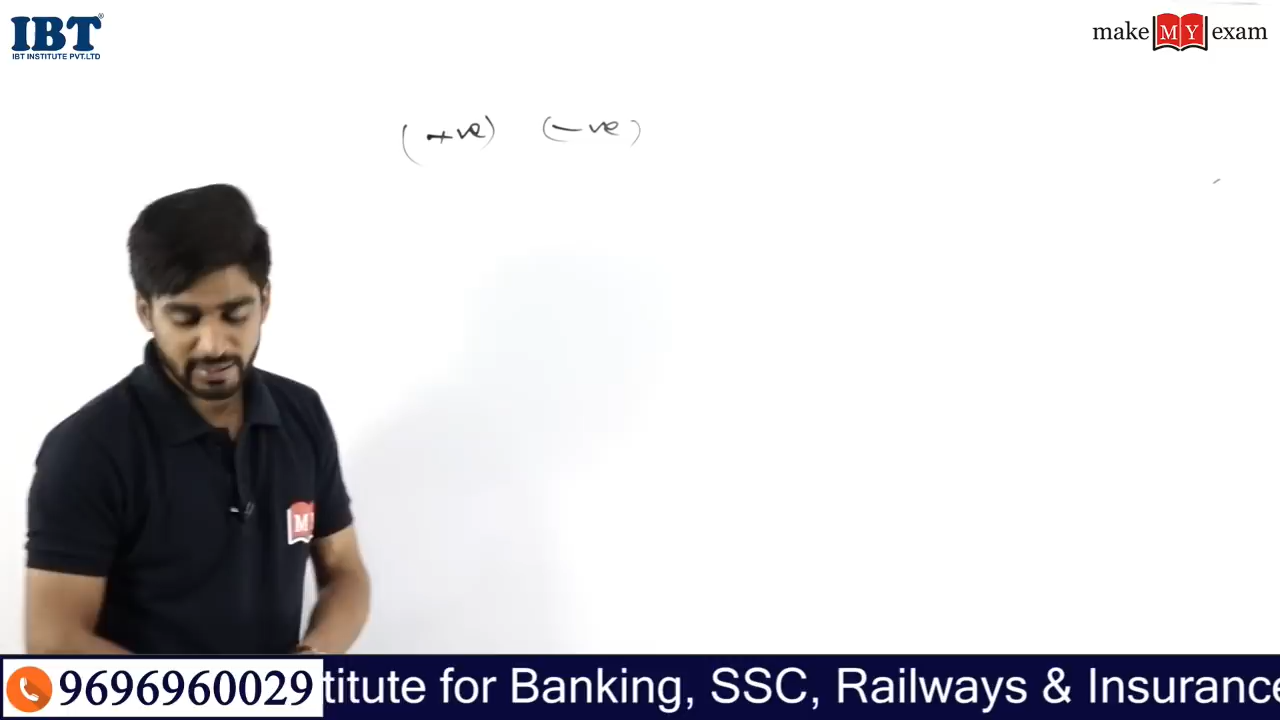 IBT®
IBT INSTITUTE PVT.LTD
make MY exam
(+ve) (-ve)
M
9696960029 titute for Banking, SSC, Railways & Insurance